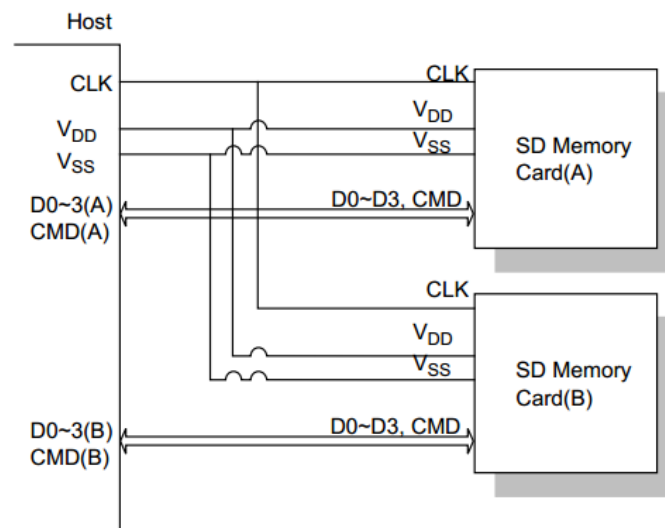 Host
CLK
CLK
VDD
VDD
VSS
VSS
SD Memory
Card(A)
D0~3(A)
CMD(A)
D0~D3, CMD
CLK
VDD
VSS
SD Memory
Card(B)
D0~3(B)
CMD(B)
D0~D3, CMD